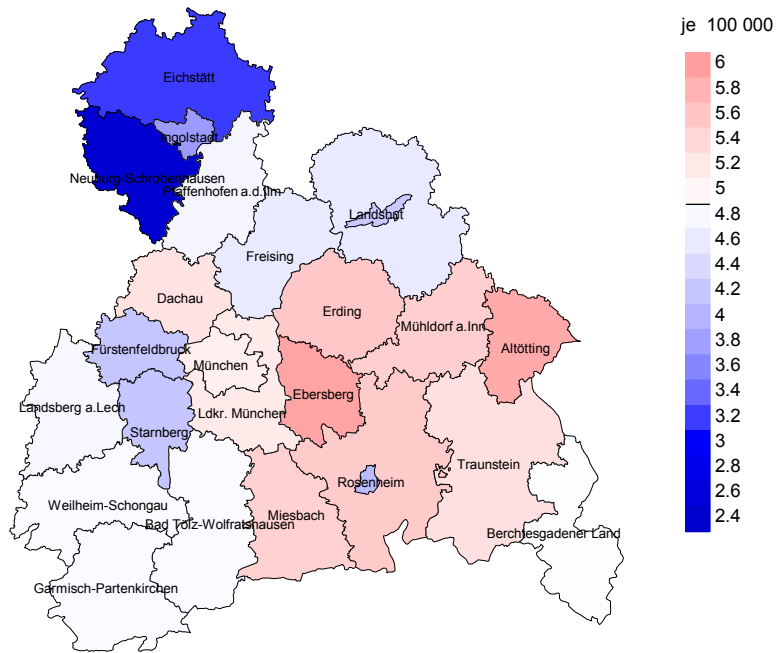 je 100 000
Eichstätt
Ingolstadt
Neuburg-Schrobenhausen
Pfaffenhofen a.d.Ilm
Landshut
Freising
Dachau
Erding
Mühldorf a.Inn
Altötting
Fürstenfeldbruck
München
Ebersberg
Landsberg a.Lech
Ldkr. München
Starnberg
Traunstein
Rosenheim
Weilheim-Schongau
Miesbach
Bad Tölz-Wolfratshausen
Berchtesgadener Land
Garmisch-Partenkirchen
6
5.8
5.6
5.4
5.2
5
4.8
4.6
4.4
4.2
4
3.8
3.6
3.4
3.2
3
2.8
2.6
2.4